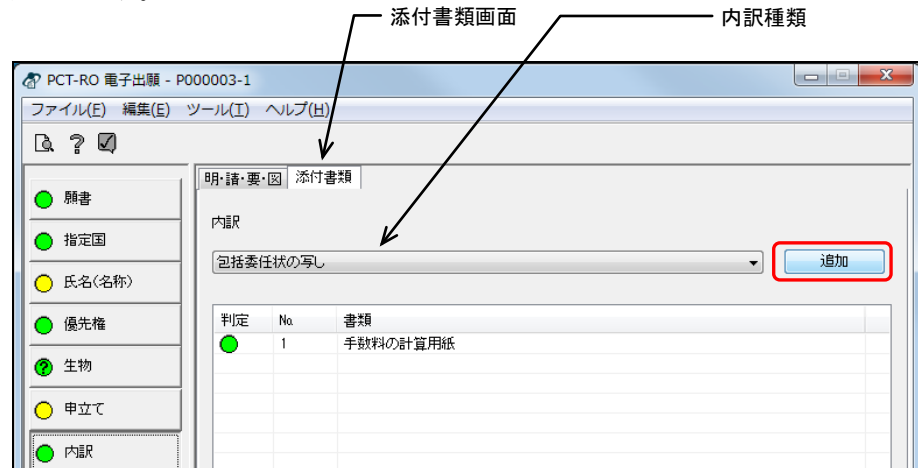 添付書類画面
内訳種類
PCT-RO 電子出願 - P000003-1
ファイル(F) 編集(E) ツール(T) ヘルプ(H)
明・請・要・図 添付書類
願書
指定国
氏名(名称)
優先権
生物
申立て
内訳
内訳
包括委任状の写し
追加
判定 No. 書類
1 手数料の計算用紙